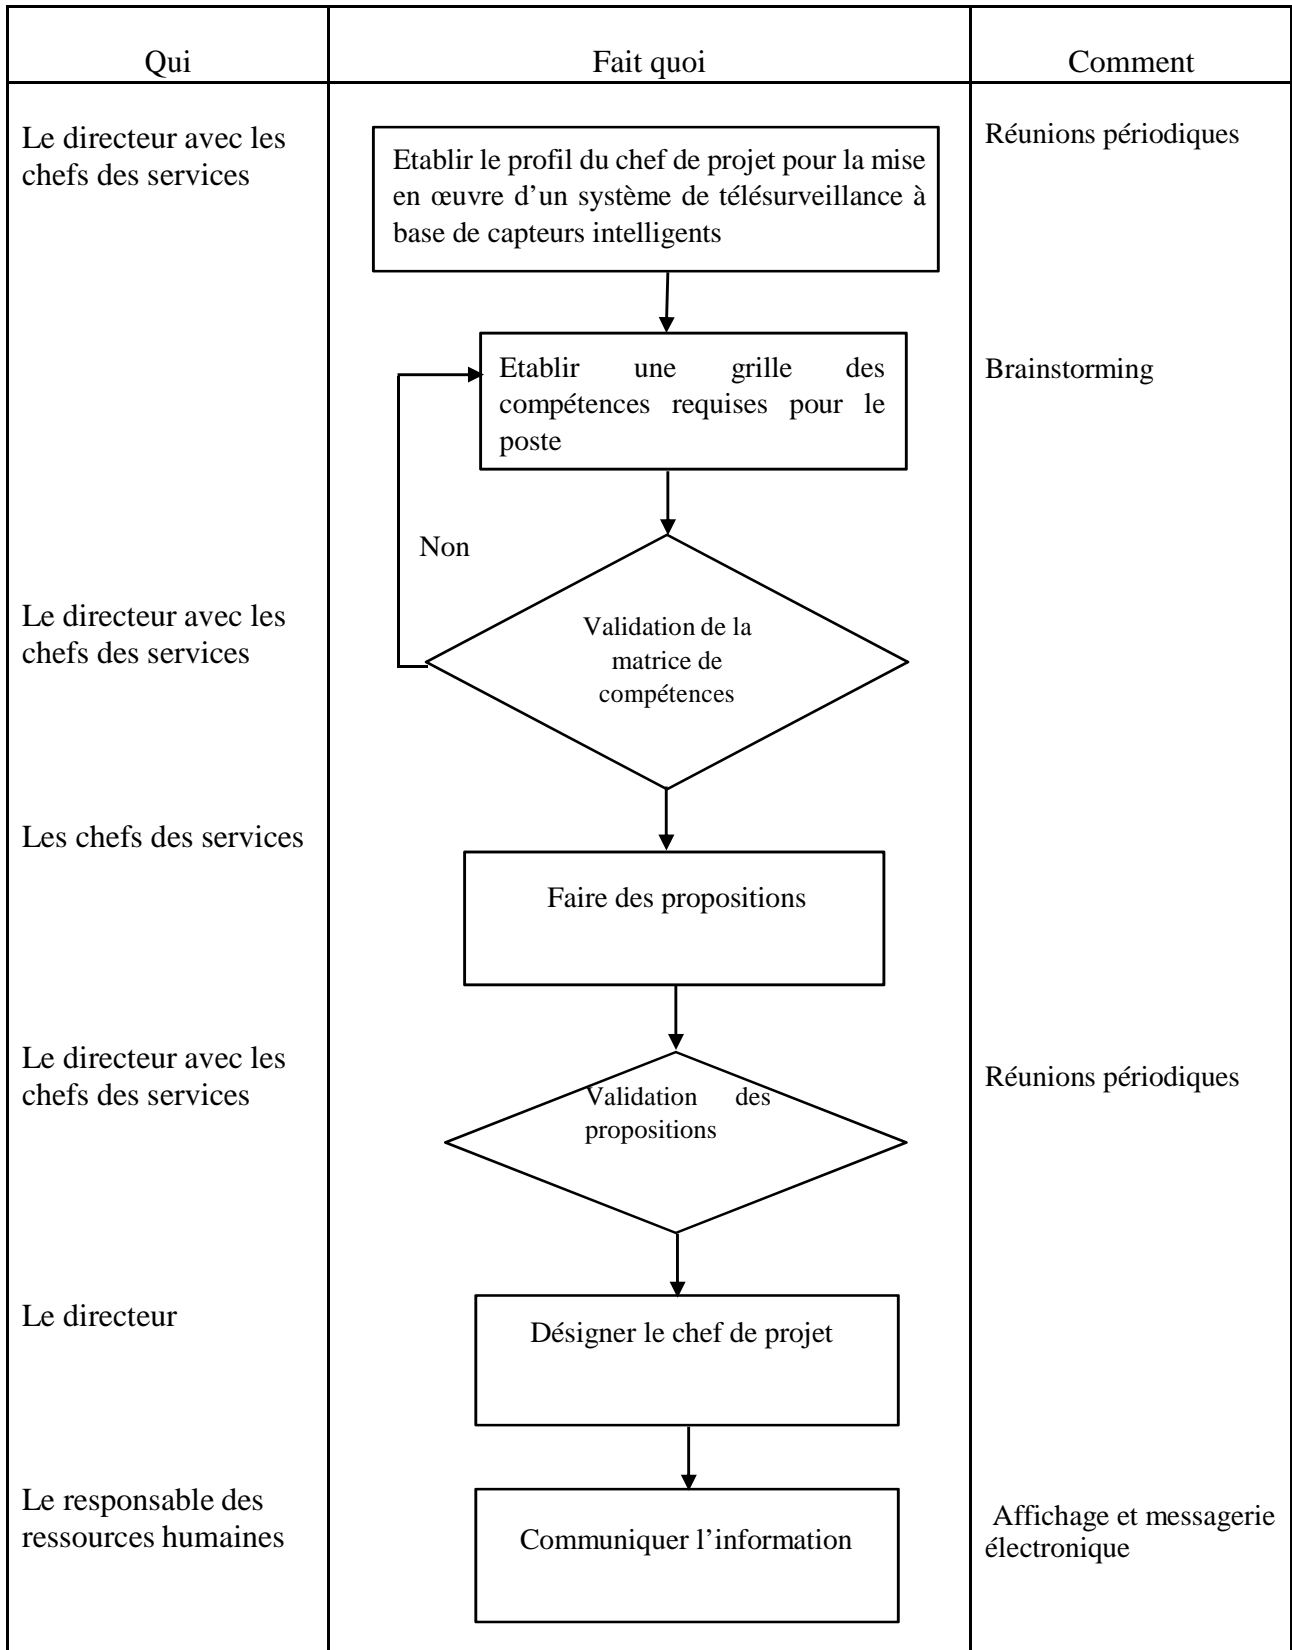 Qui
Fait quoi
Comment
Le directeur avec les
chefs des services
Etablir le profil du chef de projet pour la mise
en œuvre d’un système de télésurveillance à
base de capteurs intelligents
Réunions périodiques
Etablir une grille des
compétences requises pour le
poste
Brainstorming
Non
Le directeur avec les
chefs des services
Validation de la
matrice de
compétences
Les chefs des services
Faire des propositions
Le directeur avec les
chefs des services
Validation des
propositions
Réunions périodiques
Le directeur
Désigner le chef de projet
Le responsable des
ressources humaines
Communiquer l’information
Affichage et messagerie
électronique